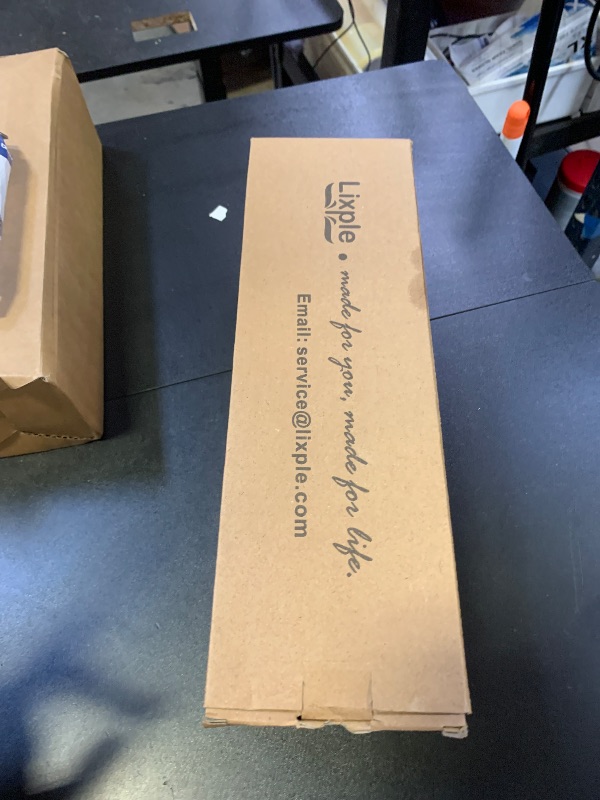 Lixple • made for you, made for life.
Email: service@lixple.com